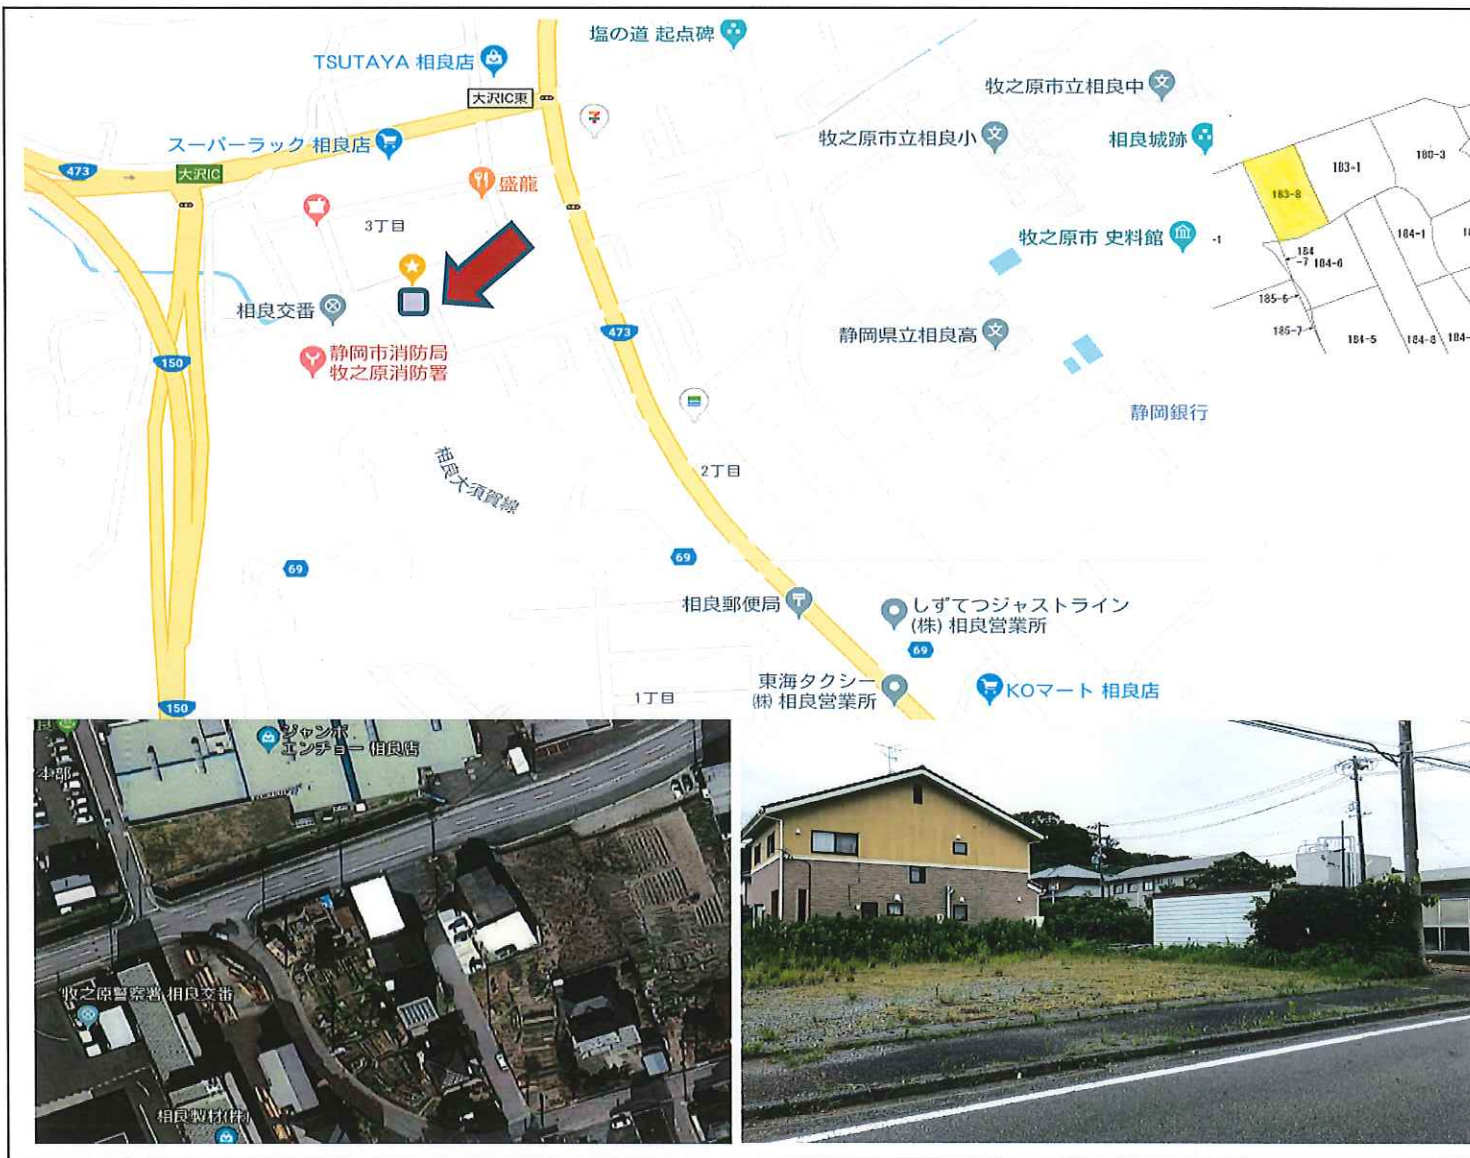 塩の道 起点碑
TSUTAYA 相良店
大沢IC東
牧之原市立相良中
スーパーラック 相良店
牧之原市立相良小
相良城跡
473
大沢IC
盛龍
3丁目
牧之原市 史料館
相良交番
473
静岡県立相良高
150
静岡市消防局
牧之原消防署
静岡銀行
相良大須賀線
2丁目
69
69
相良郵便局
しずてつジャストライン
(株) 相良営業所
69
1丁目
東海タクシー
(株) 相良営業所
KOマート 相良店
150
183-8
183-1
180-3
-1
184
-7
184-6
184-1
185-6
184-5
184-8
184-
ジャンボ
エンチョー 相良店
本部
牧之原警察署 相良交番
相良製材(株)